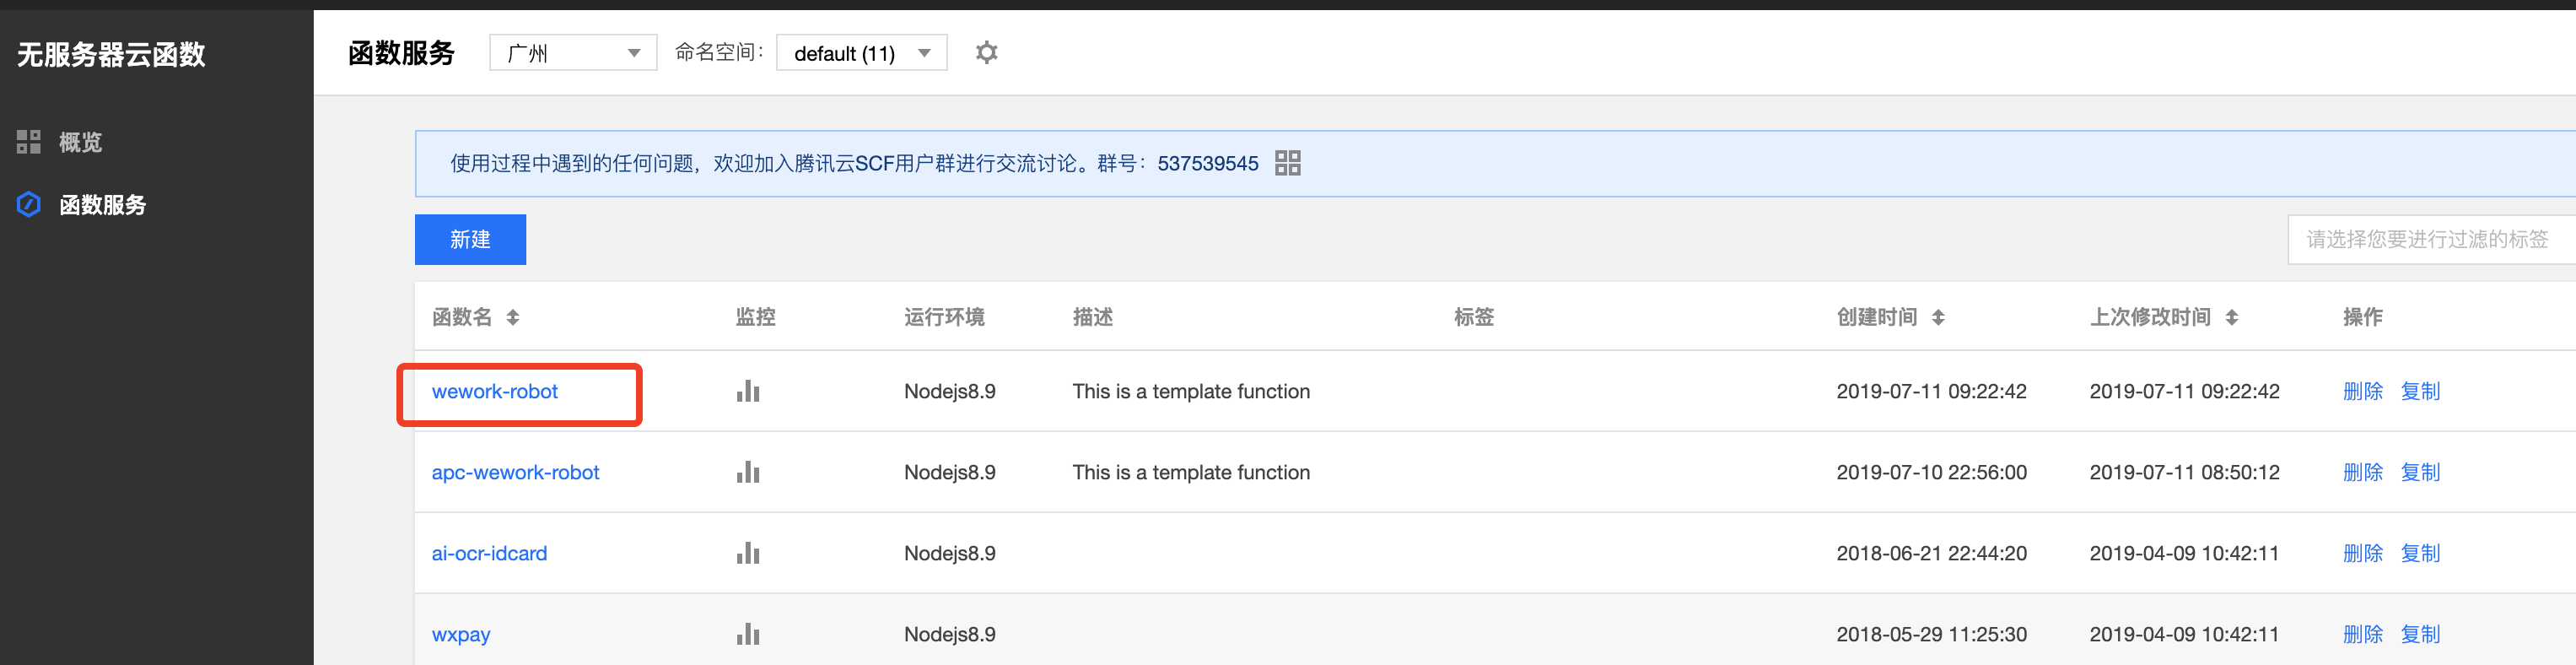 无服务器云函数
概览
函数服务
函数服务 广州 命名空间： default (11)
使用过程中遇到的任何问题，欢迎加入腾讯云SCF用户群进行交流讨论。群号：537539545
新建 请选择您要进行过滤的标签
函数名 监控 运行环境 描述 标签 创建时间 上次修改时间 操作
wework-robot Nodejs8.9 This is a template function 2019-07-11 09:22:42 2019-07-11 09:22:42 删除 复制
apc-wework-robot Nodejs8.9 This is a template function 2019-07-10 22:56:00 2019-07-11 08:50:12 删除 复制
ai-ocr-idcard Nodejs8.9 2018-06-21 22:44:20 2019-04-09 10:42:11 删除 复制
wxpay Nodejs8.9 2018-05-29 11:25:30 2019-04-09 10:42:11 删除 复制